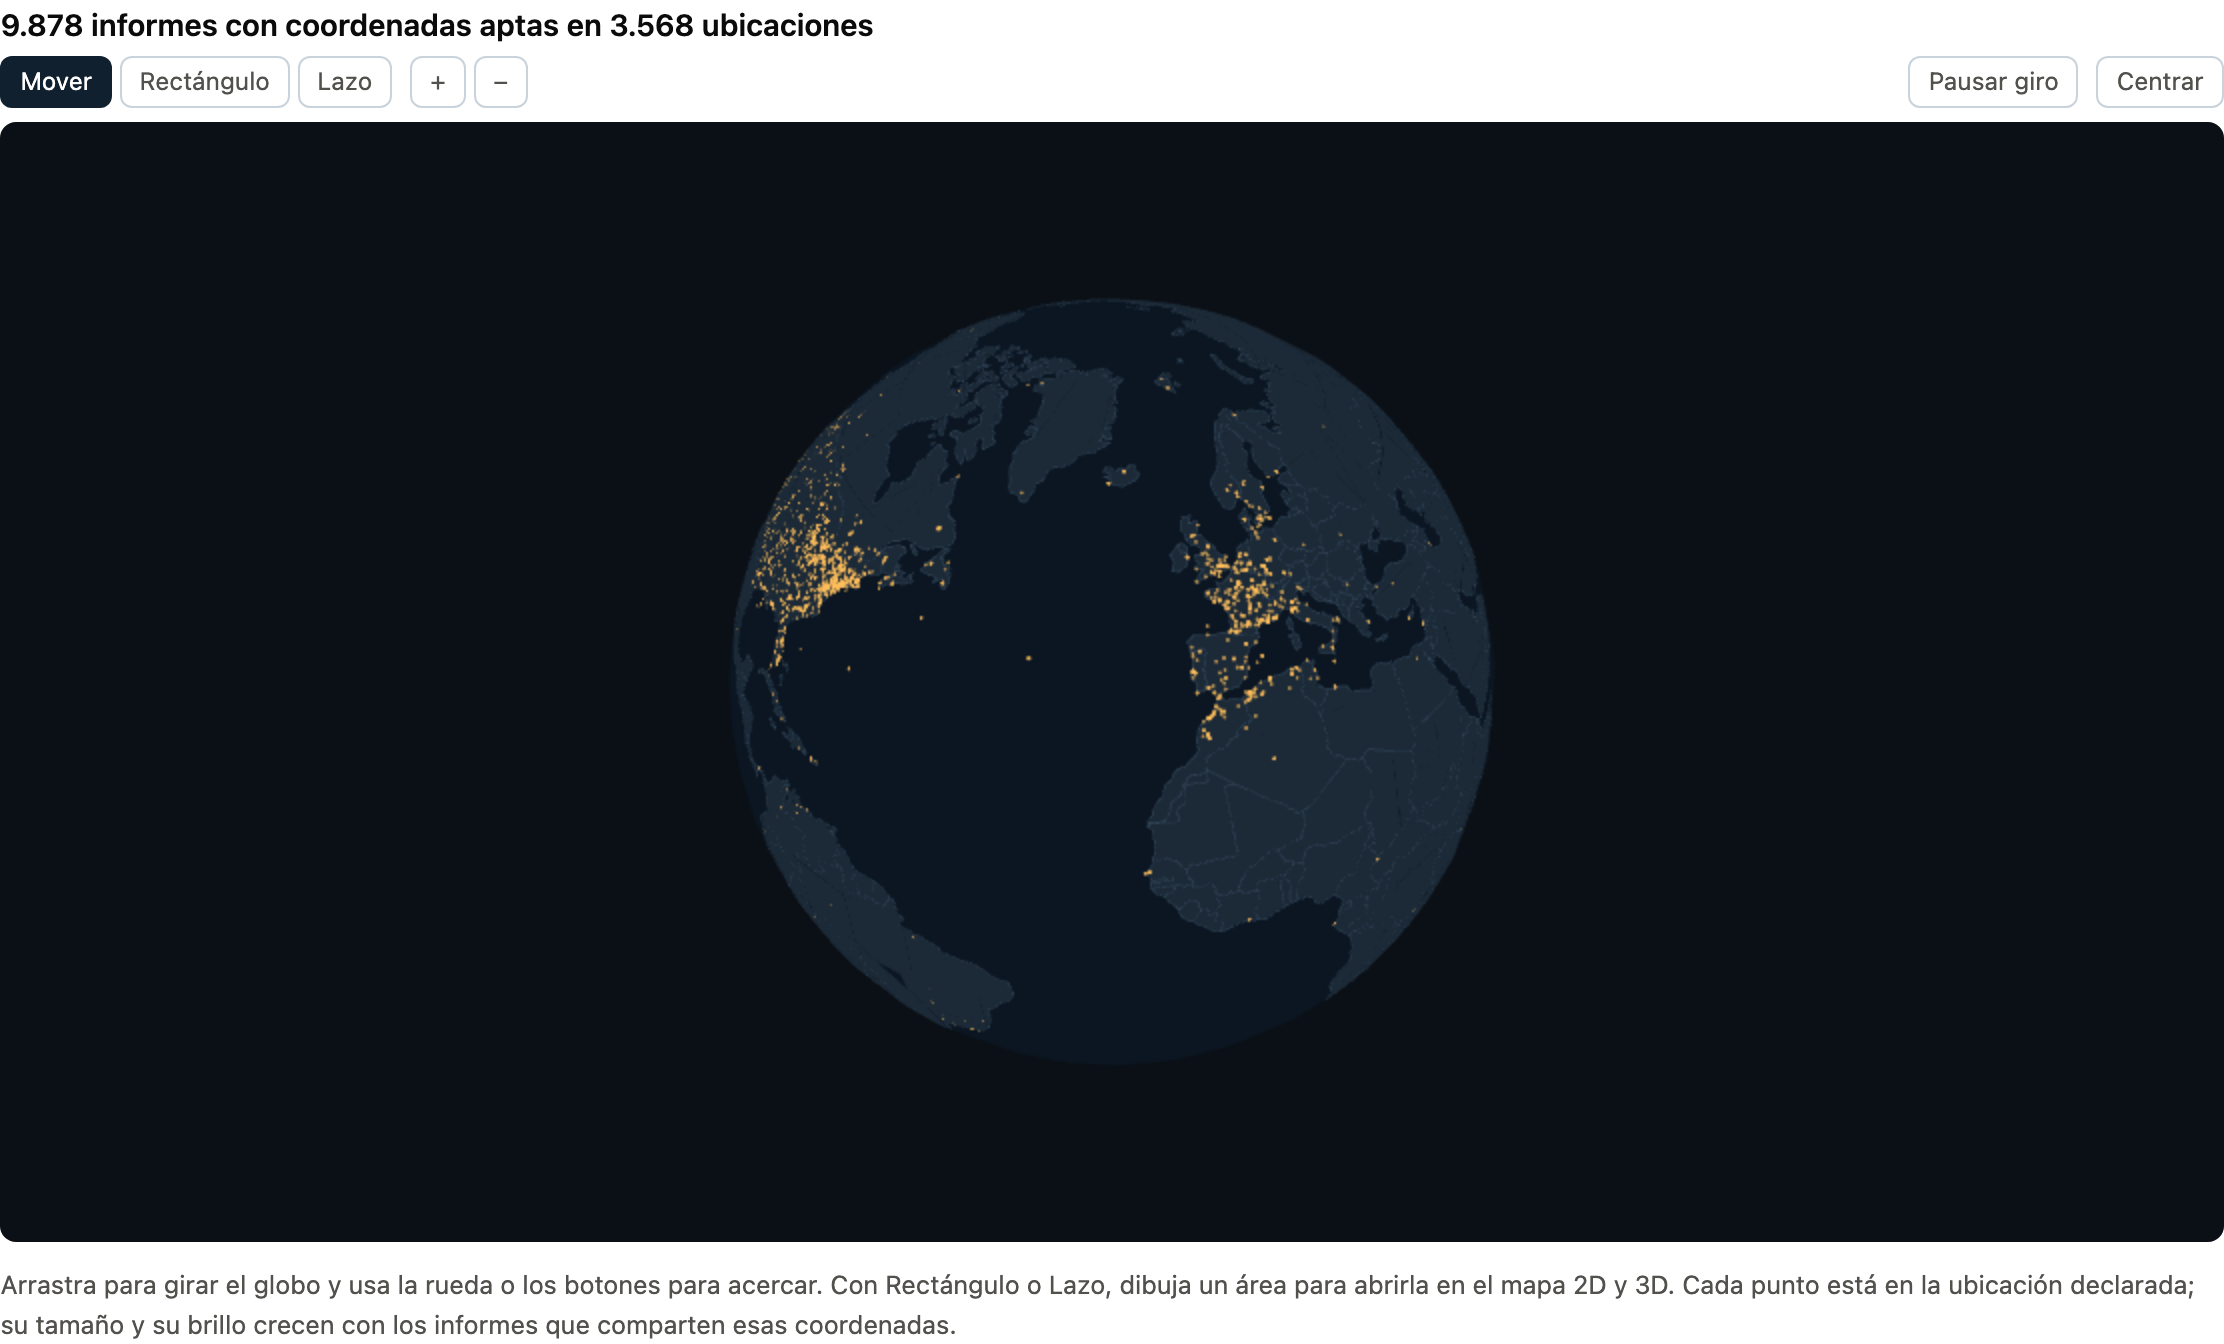 9.878 informes con coordenadas aptas en 3.568 ubicaciones
Mover Rectángulo Lazo + − Pausar giro Centrar
Arrastra para girar el globo y usa la rueda o los botones para acercar. Con Rectángulo o Lazo, dibuja un área para abrirla en el mapa 2D y 3D. Cada punto está en la ubicación declarada;
su tamaño y su brillo crecen con los informes que comparten esas coordenadas.